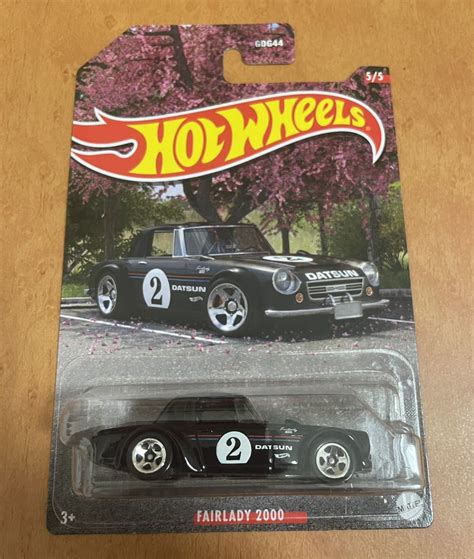 GDG44
5/5
HOT WHEELS
DATSUN
2
DATSUN
2
DATSUN
3+
FAIRLADY 2000